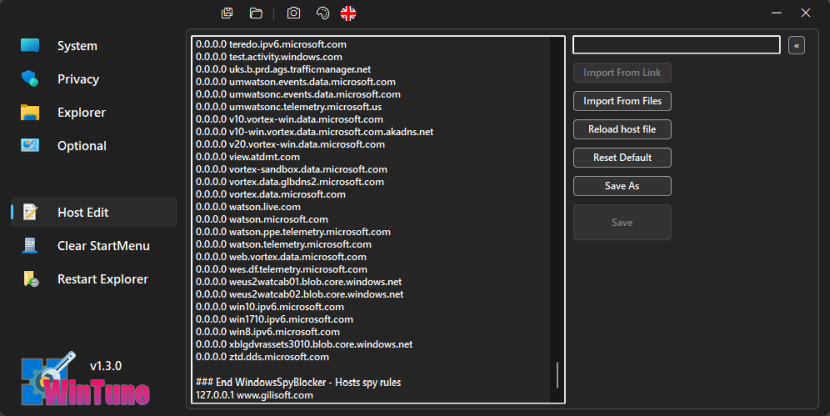 System
Privacy
Explorer
Optional
Host Edit
Clear StartMenu
Restart Explorer
v1.3.0
WinTune
0.0.0.0 teredo.ipv6.microsoft.com
0.0.0.0 test.activity.windows.com
0.0.0.0 uks.b.prd.ags.trafficmanager.net
0.0.0.0 umwatson.events.data.microsoft.com
0.0.0.0 umwatsonc.events.data.microsoft.com
0.0.0.0 umwatsonc.telemetry.microsoft.us
0.0.0.0 v10.vortex-win.data.microsoft.com
0.0.0.0 v10-win.vortex.data.microsoft.com.akadns.net
0.0.0.0 v20.vortex-win.data.microsoft.com
0.0.0.0 view.atdmt.com
0.0.0.0 vortex-sandbox.data.microsoft.com
0.0.0.0 vortex.data.glbdns2.microsoft.com
0.0.0.0 vortex.data.microsoft.com
0.0.0.0 watson.live.com
0.0.0.0 watson.microsoft.com
0.0.0.0 watson.ppe.telemetry.microsoft.com
0.0.0.0 watson.telemetry.microsoft.com
0.0.0.0 web.vortex.data.microsoft.com
0.0.0.0 wes.df.telemetry.microsoft.com
0.0.0.0 weus2watcab01.blob.core.windows.net
0.0.0.0 weus2watcab02.blob.core.windows.net
0.0.0.0 win10.ipv6.microsoft.com
0.0.0.0 win1710.ipv6.microsoft.com
0.0.0.0 win8.ipv6.microsoft.com
0.0.0.0 xblgdvrassets3010.blob.core.windows.net
0.0.0.0 ztd.dds.microsoft.com
### End WindowsSpyBlocker - Hosts spy rules
127.0.0.1 www.gilisoft.com
«
Import From Link
Import From Files
Reload host file
Reset Default
Save As
Save